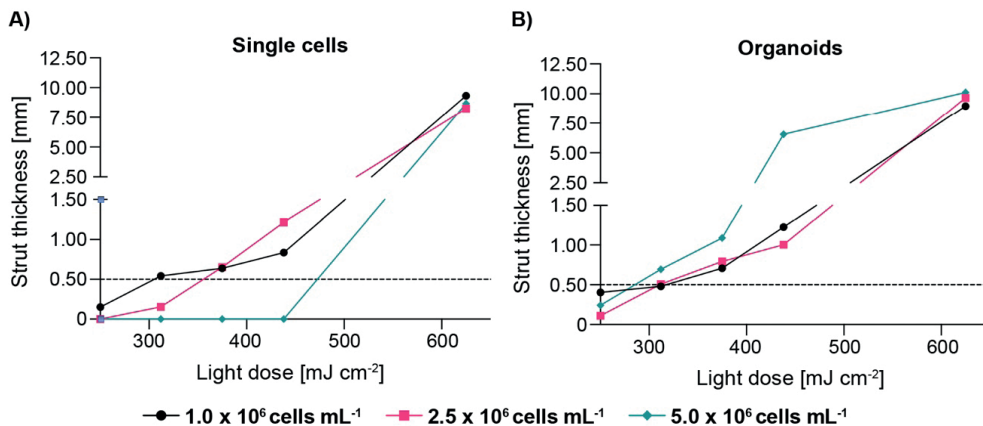 A)
Single cells
12.50
10.00
7.50
5.00
2.50
1.50
1.00
0.50
0
Strut thickness [mm]
300 400 500 600
Light dose [mJ cm⁻²]
B)
Organoids
12.50
10.00
7.50
5.00
2.50
1.50
1.00
0.50
0
Strut thickness [mm]
300 400 500 600
Light dose [mJ cm⁻²]
1.0 x 10⁶ cells mL⁻¹ 2.5 x 10⁶ cells mL⁻¹ 5.0 x 10⁶ cells mL⁻¹